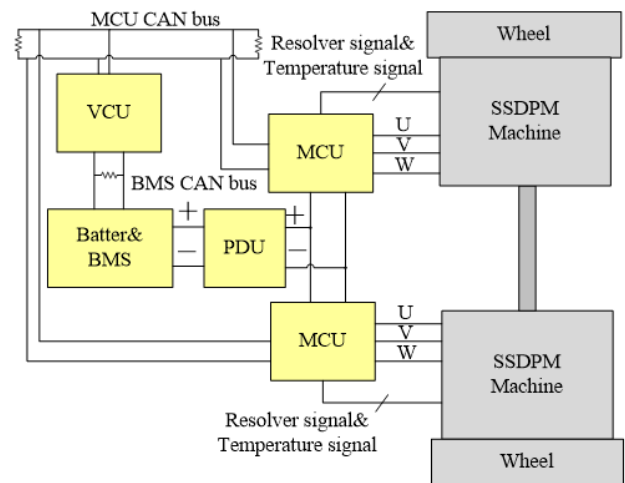 MCU CAN bus
Resolver signal&
Temperature signal
Wheel
SSDPM
Machine
VCU
MCU
U
V
W
BMS CAN bus
Batter&
BMS
+
−
PDU
+
−
MCU
U
V
W
SSDPM
Machine
Resolver signal&
Temperature signal
Wheel